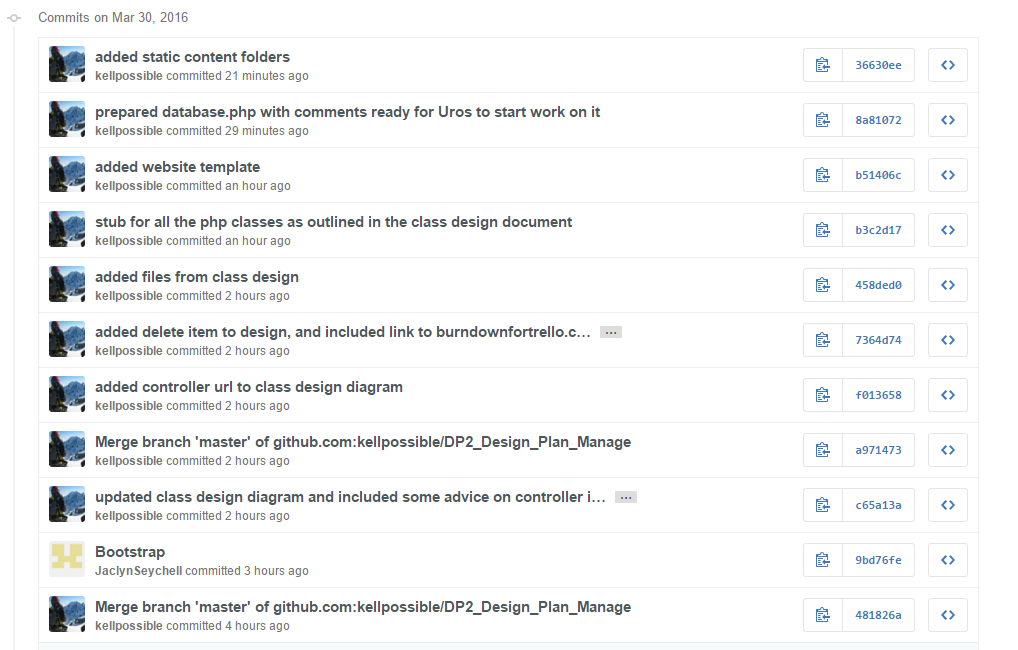 Commits on Mar 30, 2016
added static content folders
36630ee
kellpossible committed 21 minutes ago
prepared database.php with comments ready for Uros to start work on it
8a81072
kellpossible committed 29 minutes ago
added website template
b51406c
kellpossible committed an hour ago
stub for all the php classes as outlined in the class design document
b3c2d17
kellpossible committed an hour ago
added files from class design
458ded0
kellpossible committed 2 hours ago
added delete item to design, and included link to burndownfortrello.c… …
7364d74
kellpossible committed 2 hours ago
added controller url to class design diagram
f013658
kellpossible committed 2 hours ago
Merge branch 'master' of github.com:kellpossible/DP2_Design_Plan_Manage
a971473
kellpossible committed 2 hours ago
updated class design diagram and included some advice on controller i… …
c65a13a
kellpossible committed 2 hours ago
Bootstrap
9bd76fe
JaclynSeychell committed 3 hours ago
Merge branch 'master' of github.com:kellpossible/DP2_Design_Plan_Manage
481826a
kellpossible committed 4 hours ago